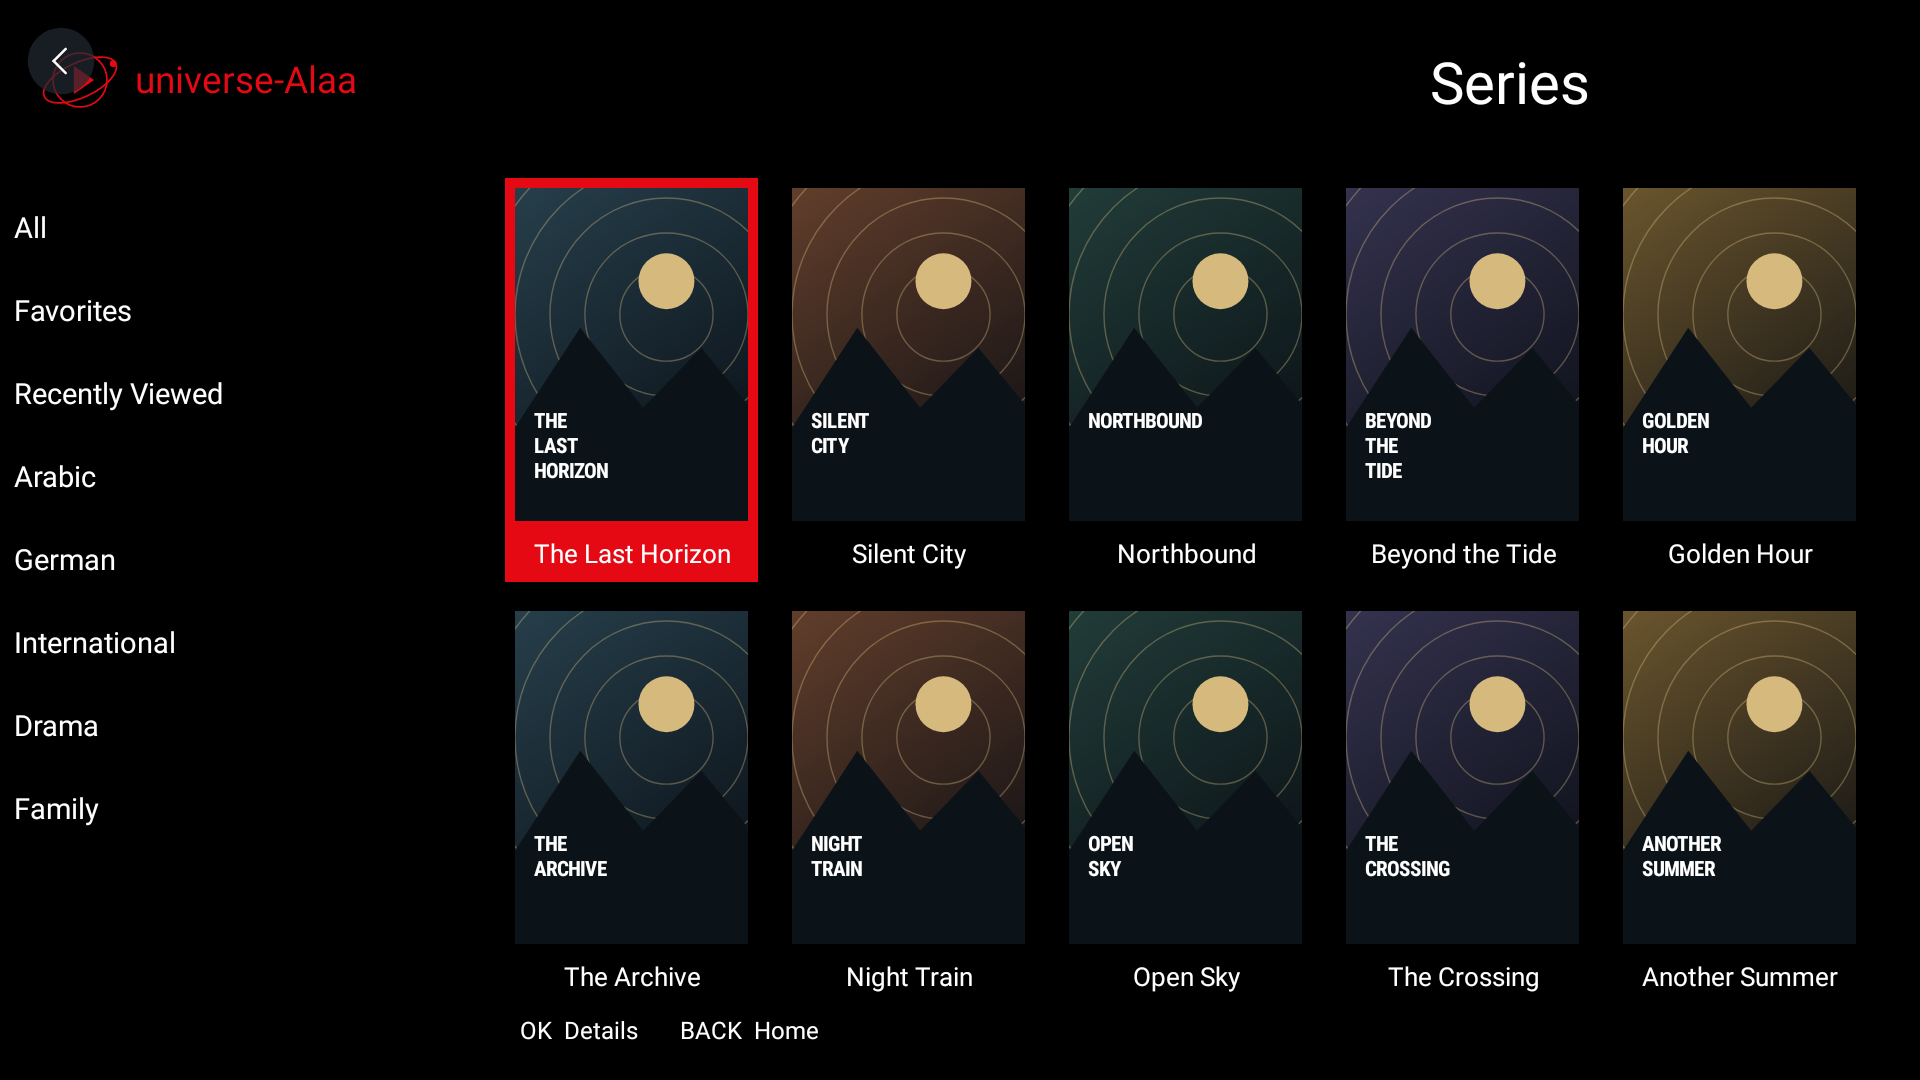 universe-Alaa
Series
All
Favorites
Recently Viewed
Arabic
German
International
Drama
Family
THE
LAST
HORIZON
The Last Horizon
SILENT
CITY
Silent City
NORTHBOUND
Northbound
BEYOND
THE
TIDE
Beyond the Tide
GOLDEN
HOUR
Golden Hour
THE
ARCHIVE
The Archive
NIGHT
TRAIN
Night Train
OPEN
SKY
Open Sky
THE
CROSSING
The Crossing
ANOTHER
SUMMER
Another Summer
OK Details BACK Home